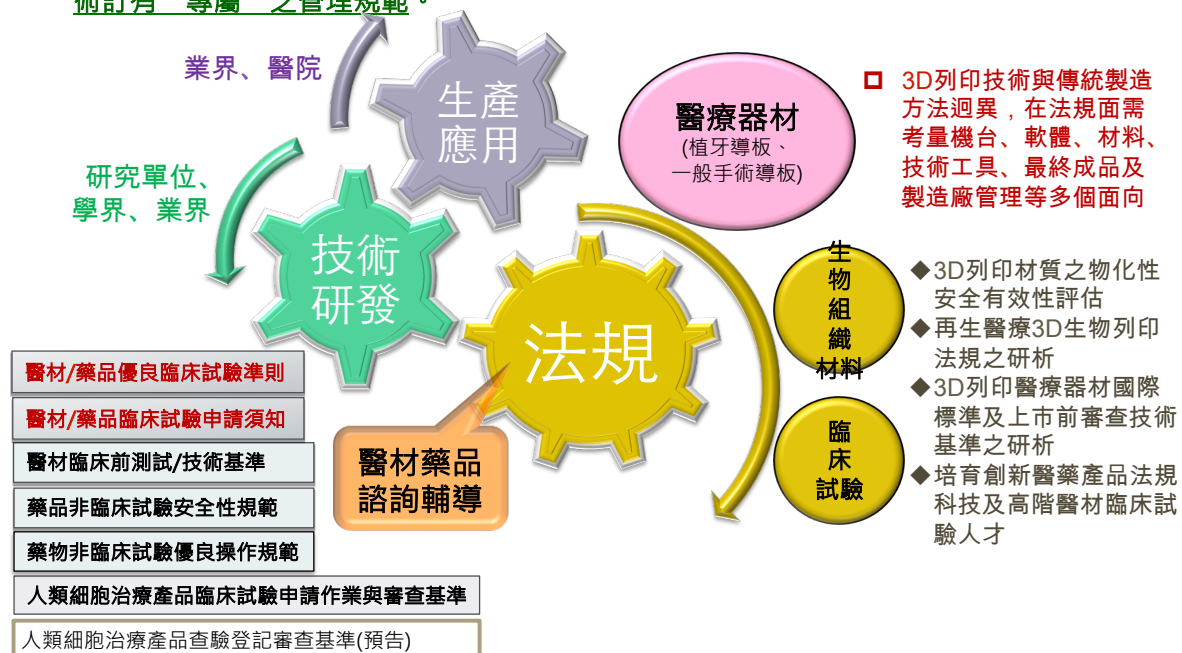 術訂有 專屬 之管理規範。
業界、醫院
生產
應用
研究單位、
學界、業界
技術
研發
法規
醫療器材
(植牙導板、
一般手術導板)
3D列印技術與傳統製造
方法迥異，在法規面需
考量機台、軟體、材料、
技術工具、最終成品及
製造廠管理等多個面向
生
物
組
織
材料
臨
床
試驗
◆3D列印材質之物化性
安全有效性評估
◆再生醫療3D生物列印
法規之研析
◆3D列印醫療器材國際
標準及上市前審查技術
基準之研析
◆培育創新醫藥產品法規
科技及高階醫材臨床試
驗人才
醫材藥品
諮詢輔導
醫材/藥品優良臨床試驗準則
醫材/藥品臨床試驗申請須知
醫材臨床前測試/技術基準
藥品非臨床試驗安全性規範
藥物非臨床試驗優良操作規範
人類細胞治療產品臨床試驗申請作業與審查基準
人類細胞治療產品查驗登記審查基準(預告)